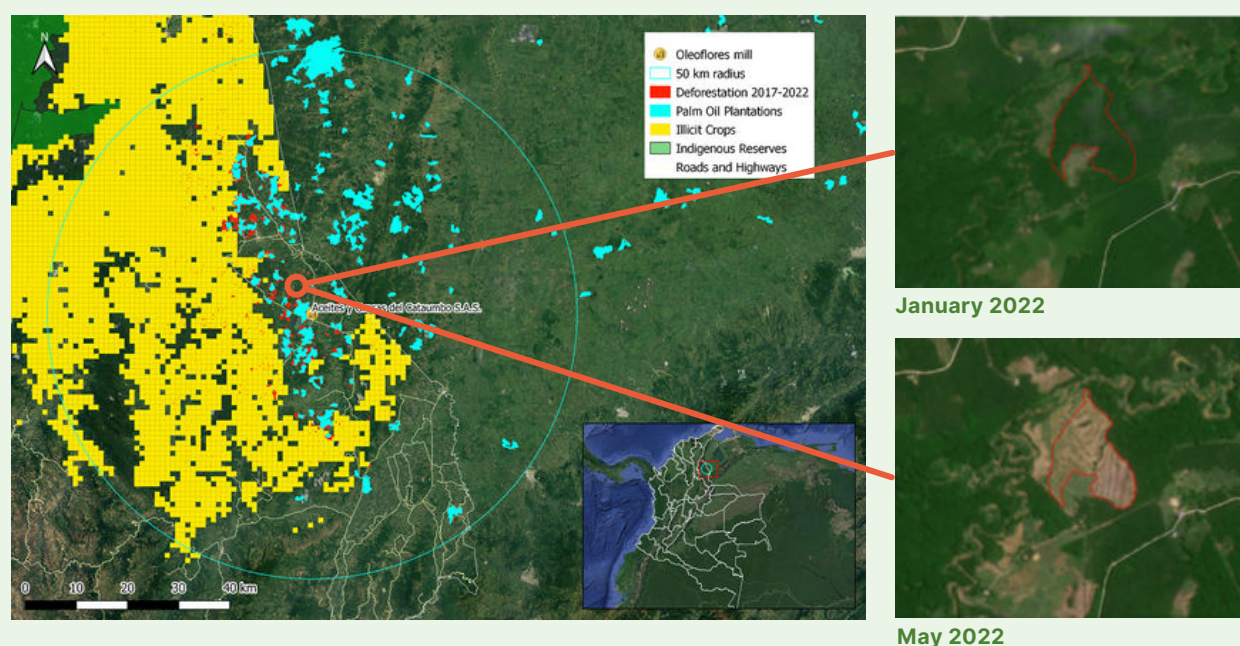 N
Oleoflores mill
50 km radius
Deforestation 2017-2022
Palm Oil Plantations
Illicit Crops
Indigenous Reserves
Roads and Highways
Aceites y Grasas del Cataumbo S.A.S.
0 10 20 30 40 km
January 2022
May 2022